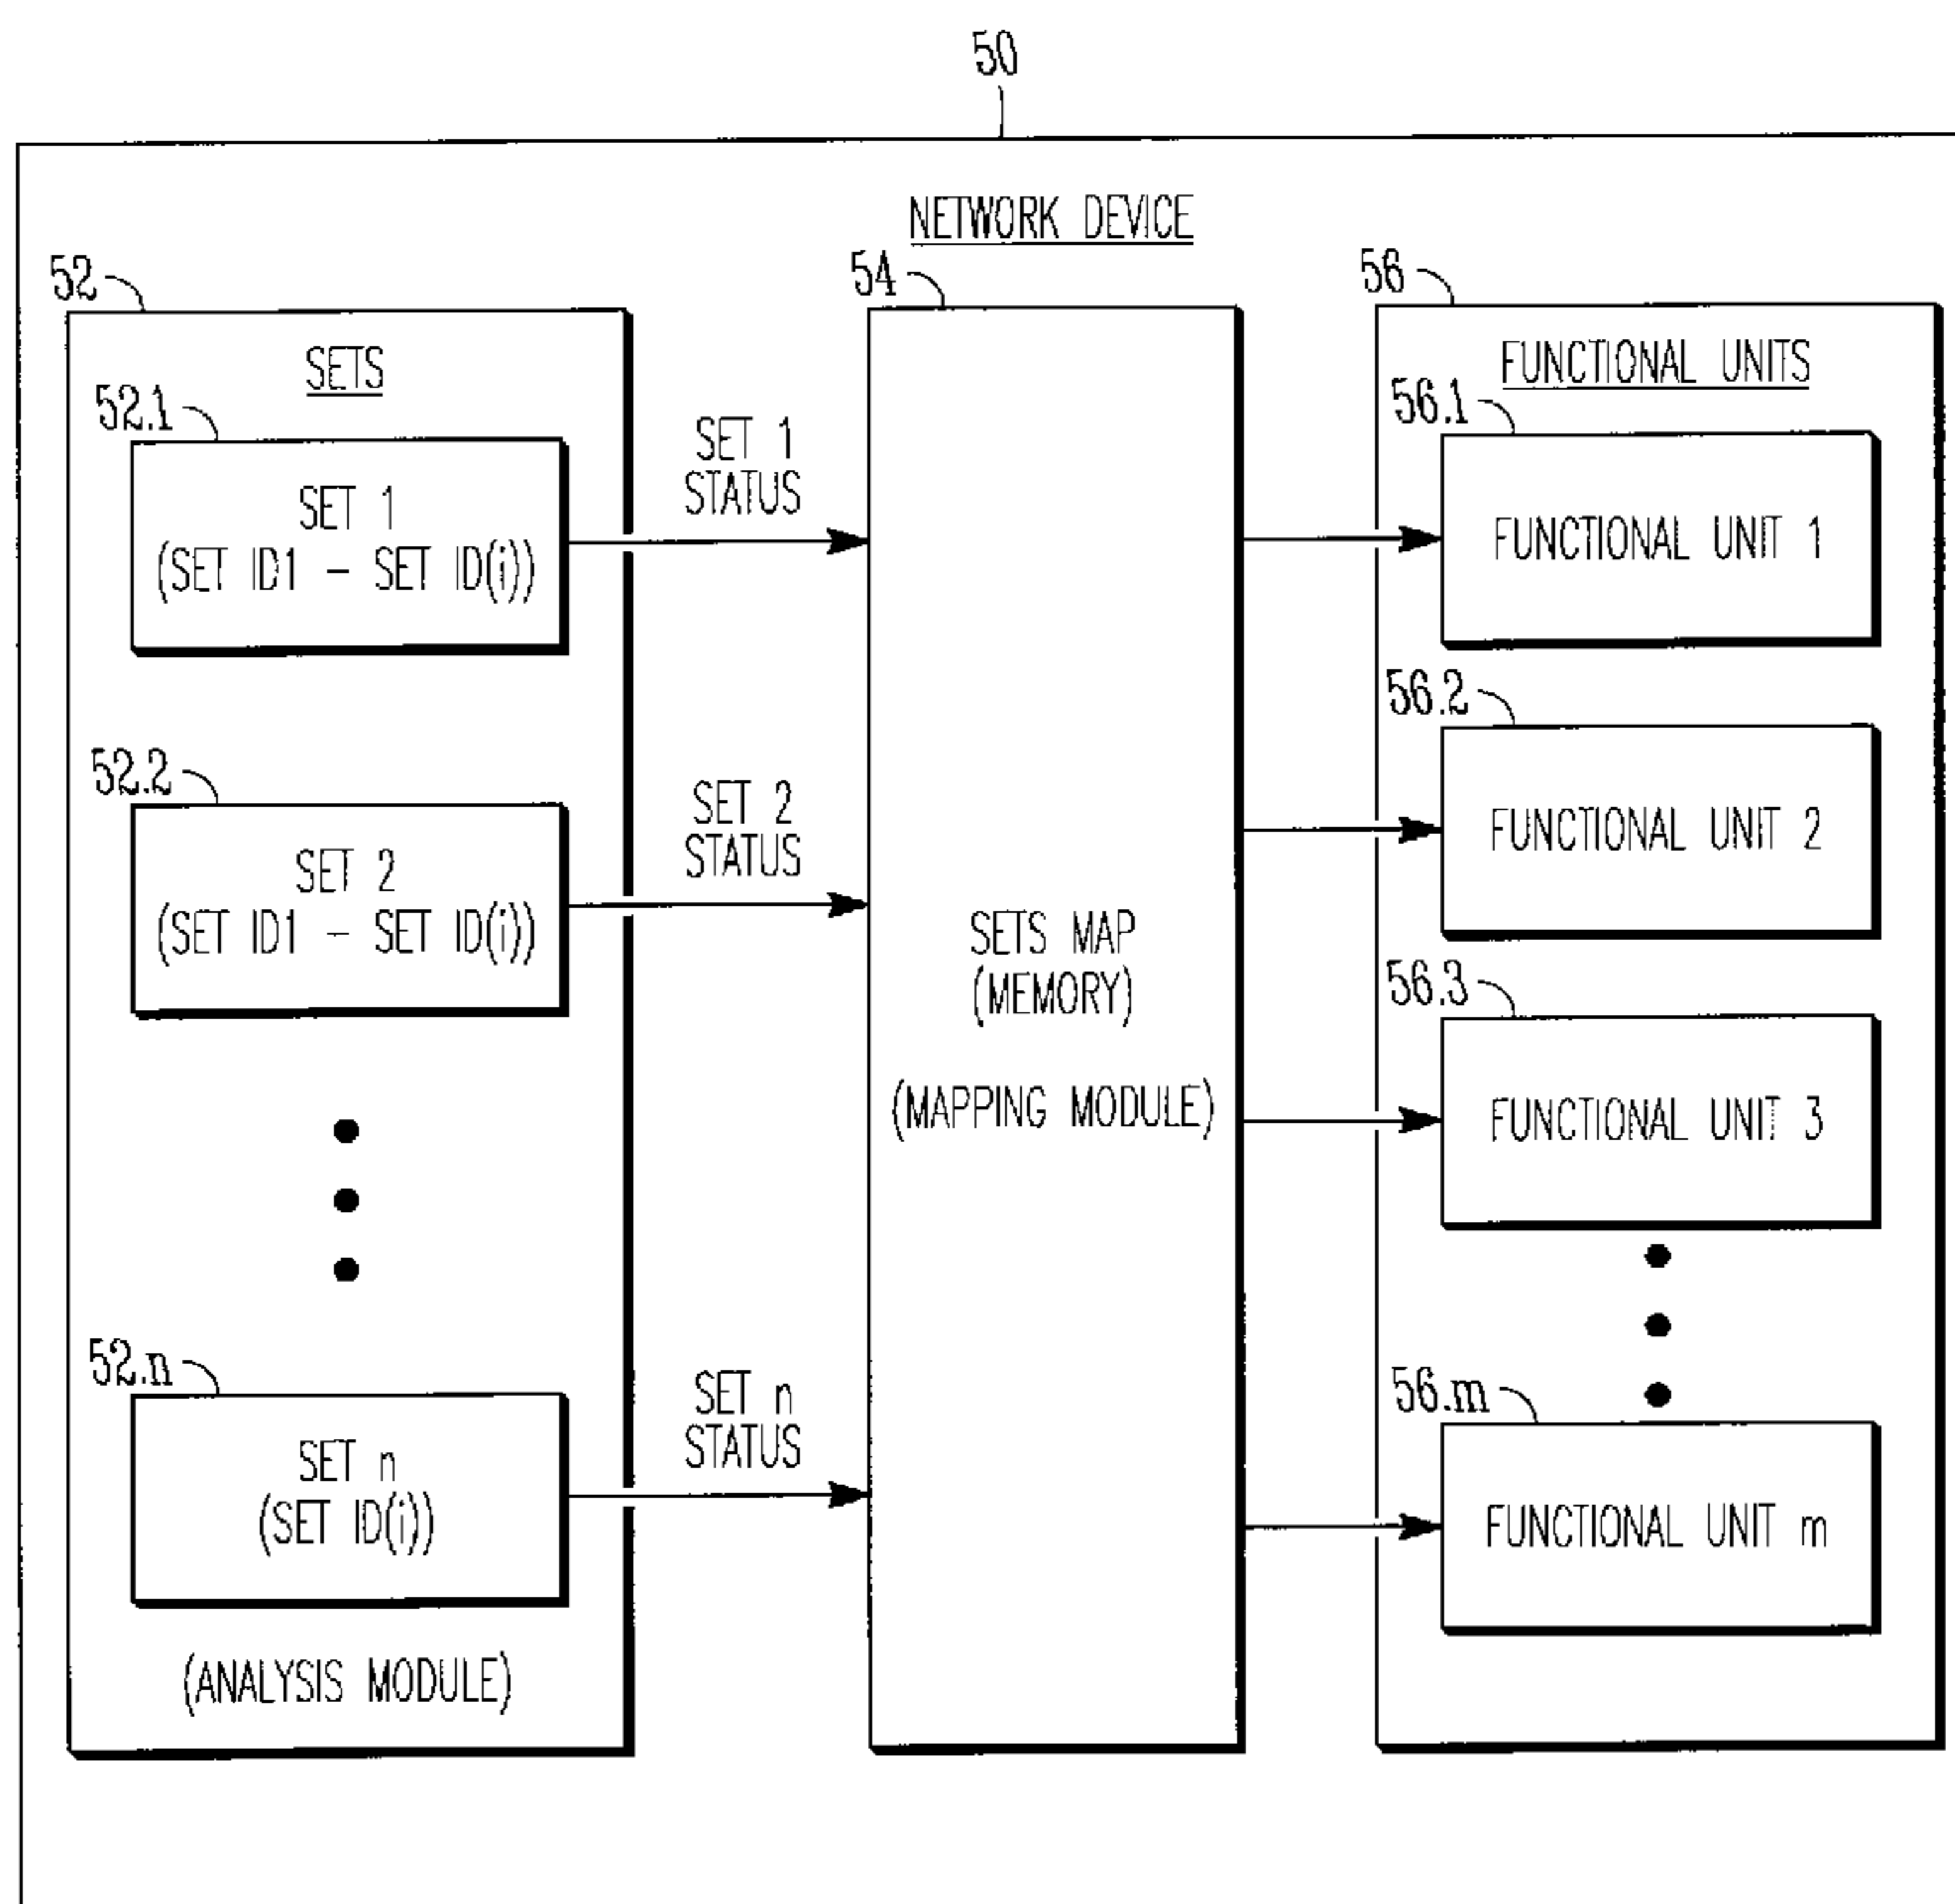 50
NETWORK DEVICE
52
SETS
52.1
SET 1
(SET ID1 – SET ID(i))
52.2
SET 2
(SET ID1 – SET ID(i))
52.n
SET n
(SET ID(i))
(ANALYSIS MODULE)
SET 1
STATUS
SET 2
STATUS
SET n
STATUS
54
SETS MAP
(MEMORY)
(MAPPING MODULE)
56
FUNCTIONAL UNITS
56.1
FUNCTIONAL UNIT 1
56.2
FUNCTIONAL UNIT 2
56.3
FUNCTIONAL UNIT 3
56.m
FUNCTIONAL UNIT m